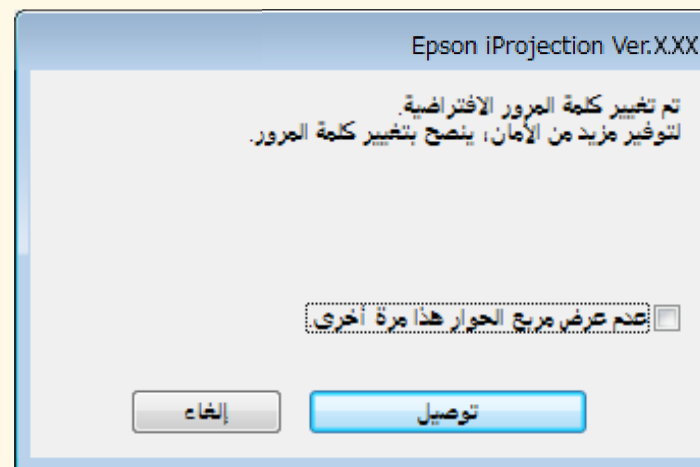 Epson iProjection Ver.X.XX
تم تغيير كلمة المرور الافتراضية.
لتوفير مزيد من الأمان، ينصح بتغيير كلمة المرور.
عدم عرض مربع الحوار هذا مرة أخرى.
توصيل
إلغاء